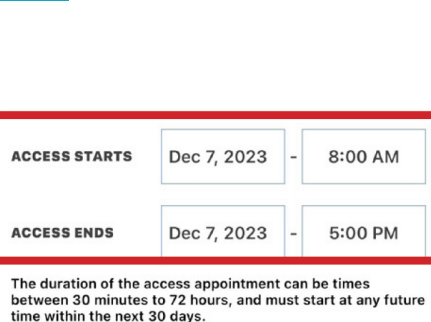 ACCESS STARTS Dec 7, 2023 - 8:00 AM
ACCESS ENDS Dec 7, 2023 - 5:00 PM
The duration of the access appointment can be times
between 30 minutes to 72 hours, and must start at any future
time within the next 30 days.